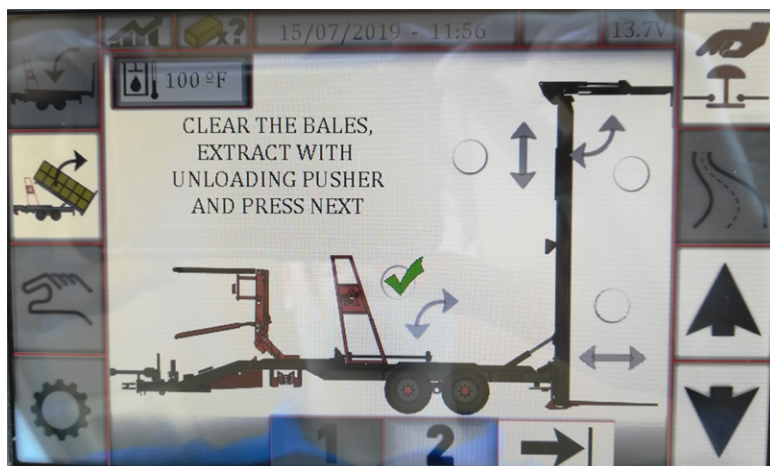 ?
15/07/2019 - 11:56
13.7V
100 ºF
CLEAR THE BALES,
EXTRACT WITH
UNLOADING PUSHER
AND PRESS NEXT
1
2